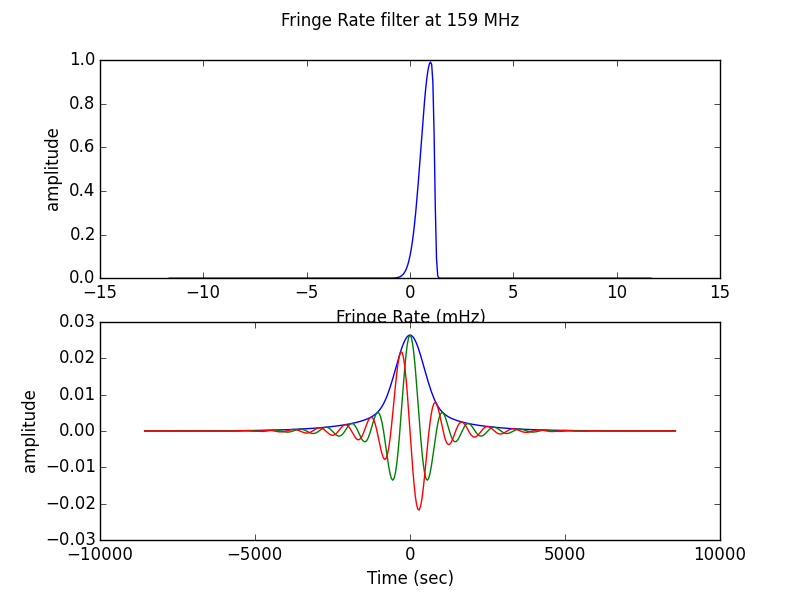 Fringe Rate filter at 159 MHz
1.0
0.8
0.6
0.4
0.2
0.0
amplitude
−15 −10 −5 0 5 10 15
Fringe Rate (mHz)
0.03
0.02
0.01
0.00
−0.01
−0.02
−0.03
amplitude
−10000 −5000 0 5000 10000
Time (sec)